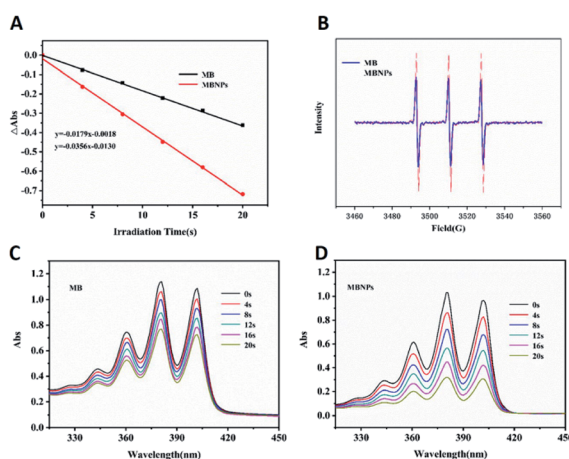 A
△Abs
0.0
-0.1
-0.2
-0.3
-0.4
-0.5
-0.6
-0.7
MB
MBNPs
y=-0.0179x-0.0018
y=-0.0356x-0.0130
0
5
10
15
20
Irradiation Time(s)
B
Intensity
MB
MBNPs
3460
3480
3500
3520
3540
3560
Field(G)
C
Abs
1.2
1.0
0.8
0.6
0.4
0.2
0.0
MB
0s
4s
8s
12s
16s
20s
330
360
390
420
450
Wavelength(nm)
D
Abs
1.2
1.0
0.8
0.6
0.4
0.2
0.0
MBNPs
0s
4s
8s
12s
16s
20s
330
360
390
420
450
Wavelength(nm)